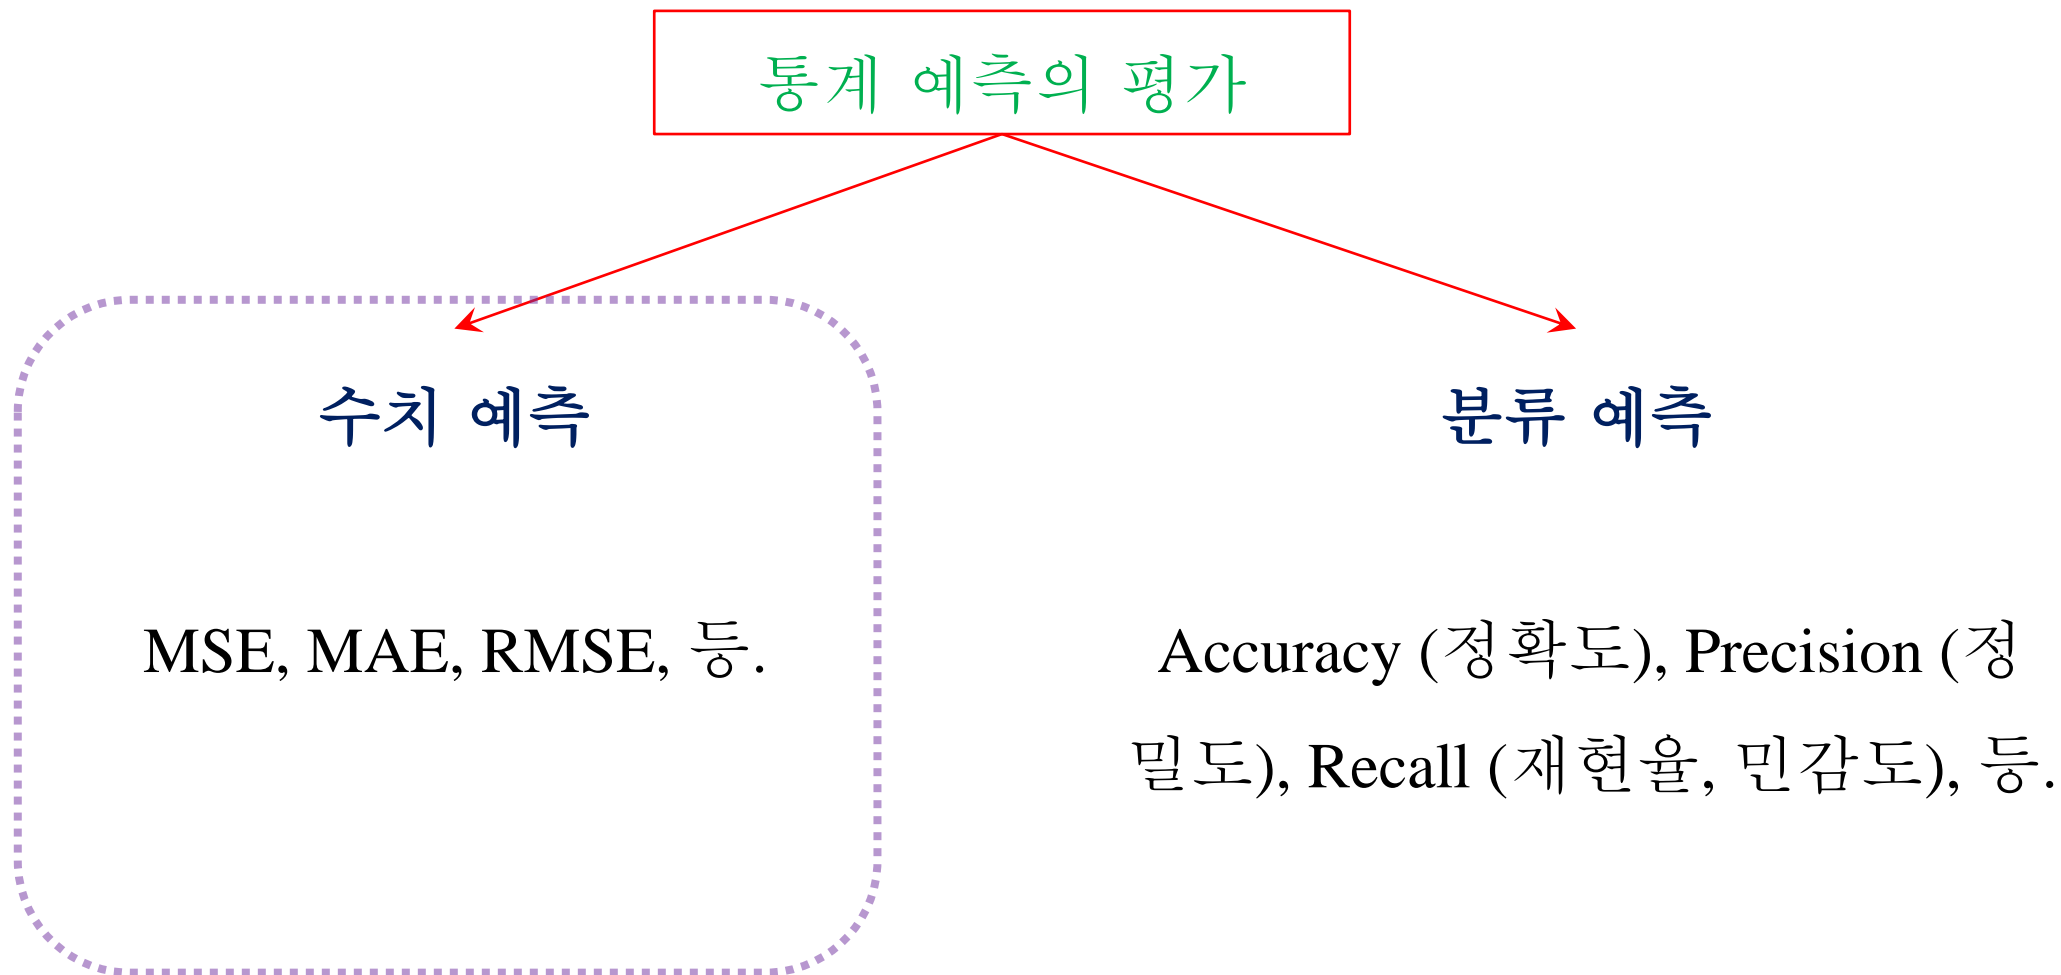 통계 예측의 평가
수치 예측
분류 예측
MSE, MAE, RMSE, 등.
Accuracy (정확도), Precision (정
밀도), Recall (재현율, 민감도), 등.